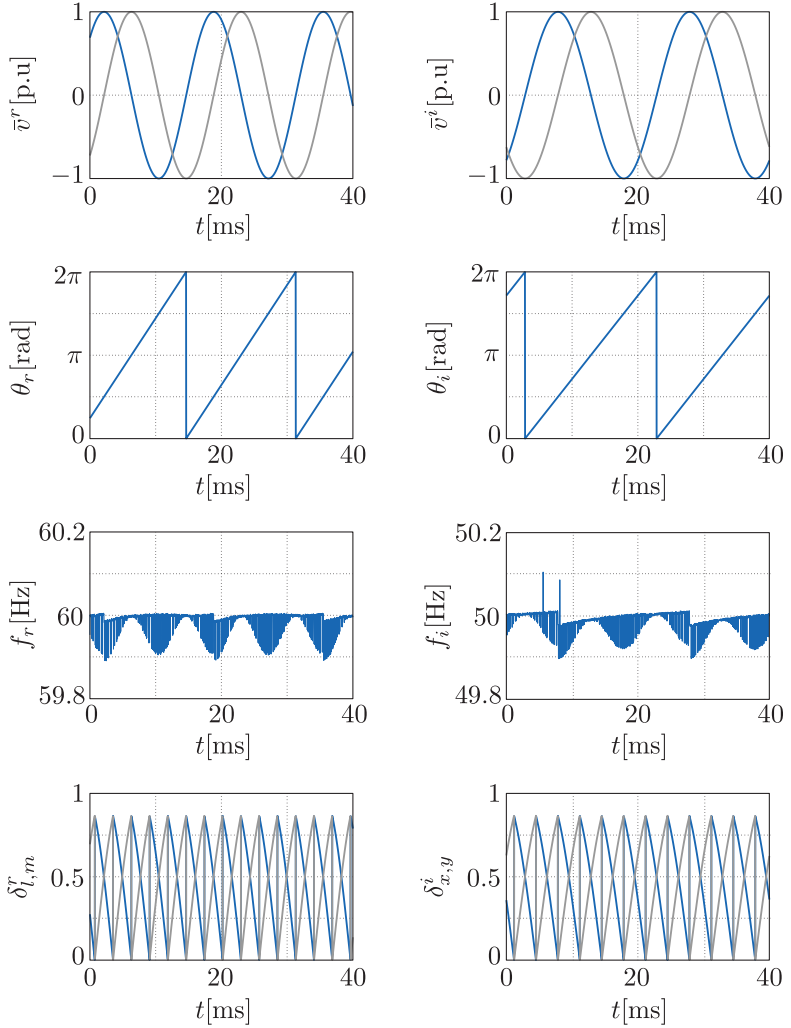 1
0
−1
v̄^r[p.u]
0
20
40
t[ms]
1
0
−1
v̄^i[p.u]
0
20
40
t[ms]
2π
π
0
θ_r[rad]
0
20
40
t[ms]
2π
π
0
θ_i[rad]
0
20
40
t[ms]
60.2
60
59.8
f_r[Hz]
0
20
40
t[ms]
50.2
50
49.8
f_i[Hz]
0
20
40
t[ms]
1
0.5
0
δ^r_{l,m}
0
20
40
t[ms]
1
0.5
0
δ^i_{x,y}
0
20
40
t[ms]